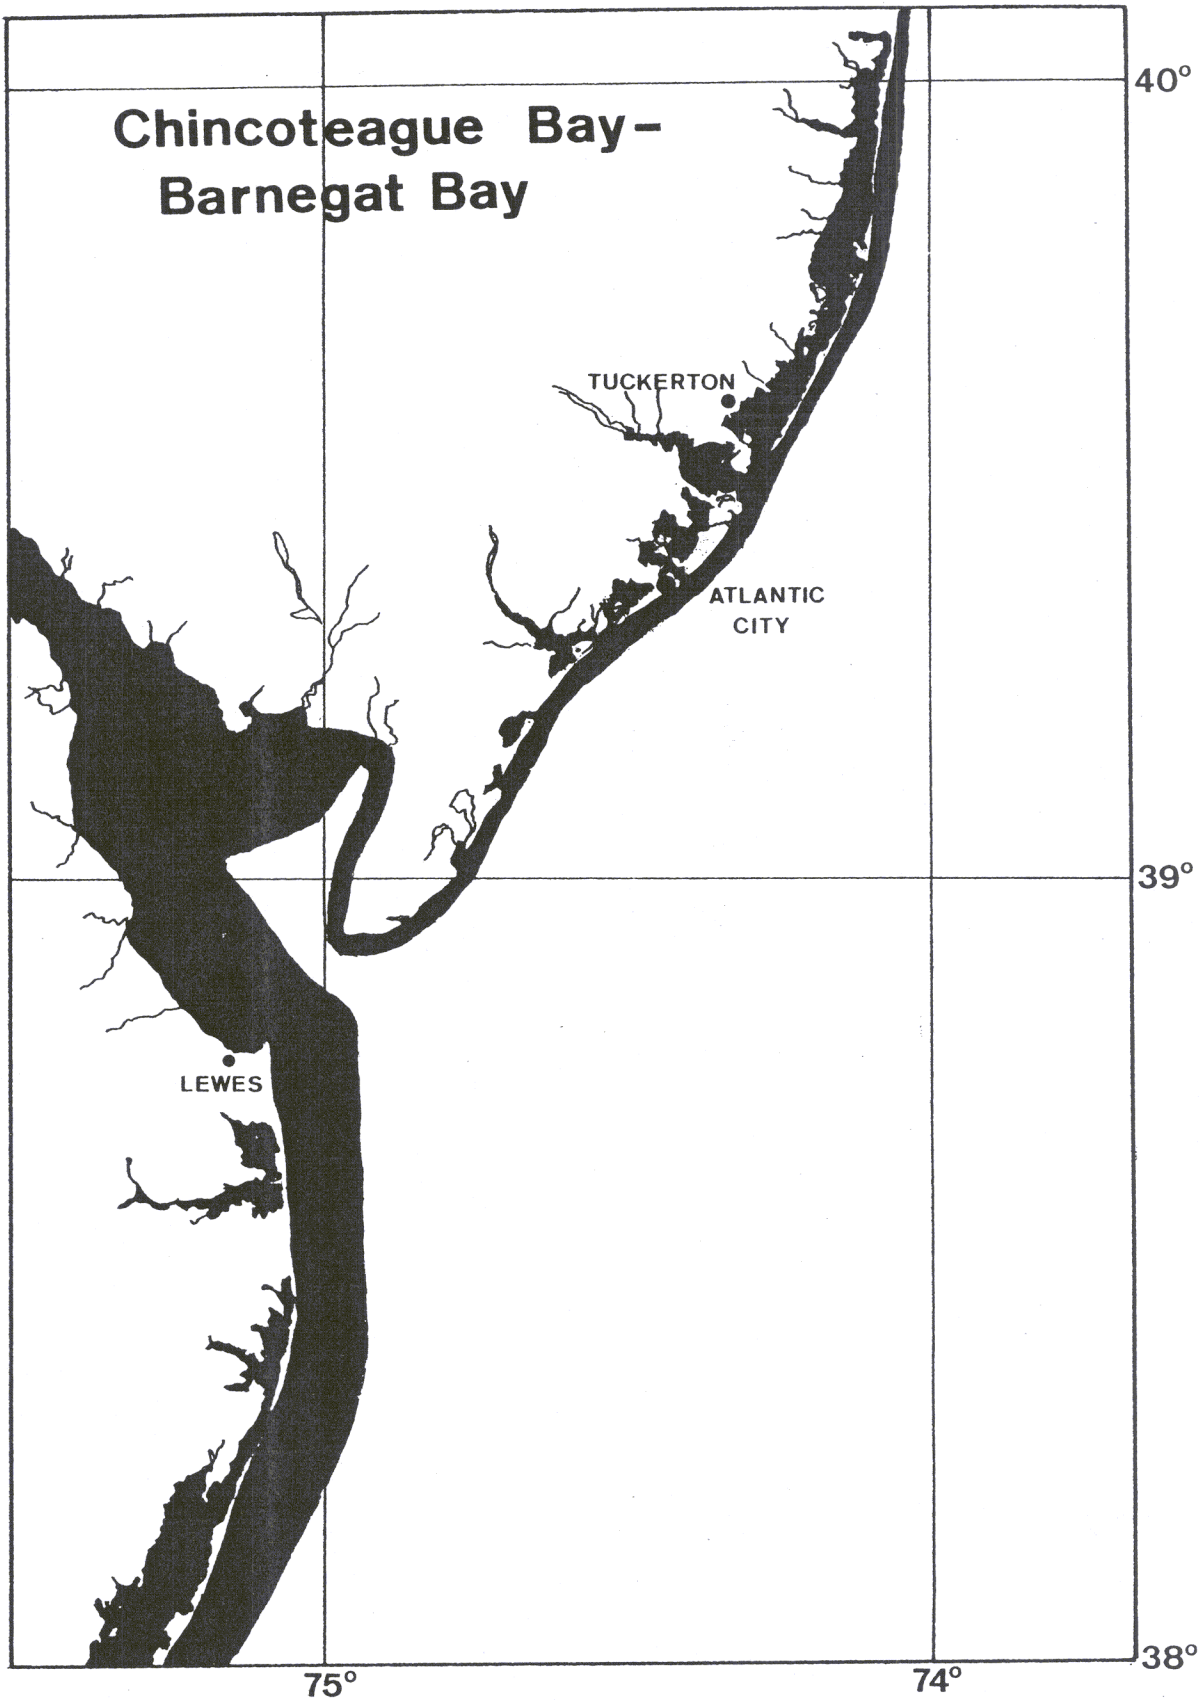 Chincoteague Bay–
Barnegat Bay
40°
TUCKERTON
ATLANTIC
CITY
39°
LEWES
38°
75°
74°